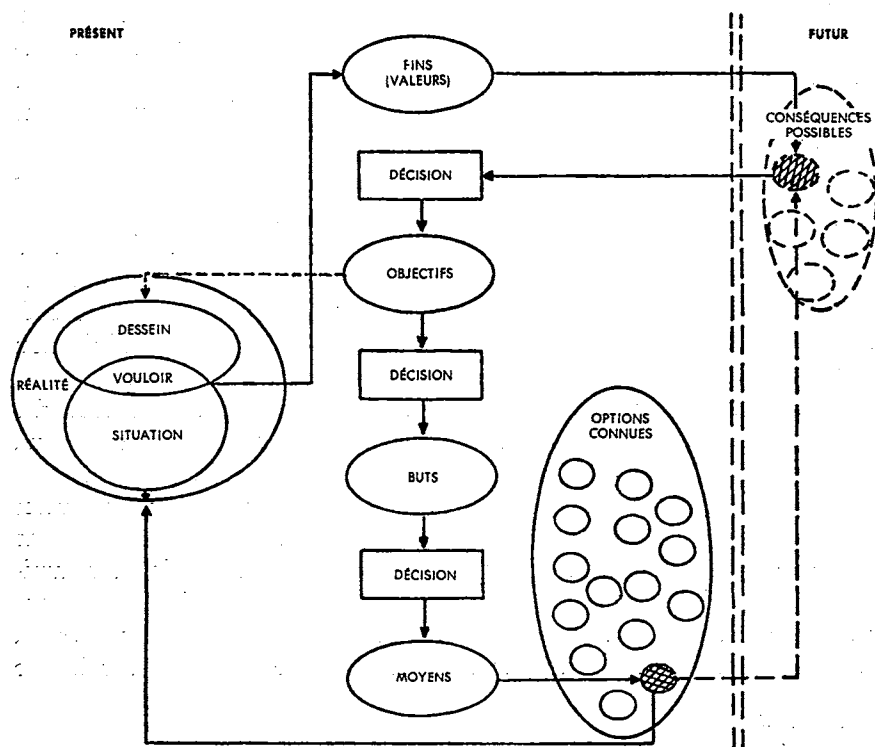 PRÉSENT
FUTUR
FINS
(VALEURS)
CONSÉQUENCES
POSSIBLES
DÉCISION
OBJECTIFS
DESSEIN
VOULOIR
RÉALITÉ
SITUATION
DÉCISION
OPTIONS
CONNUES
BUTS
DÉCISION
MOYENS